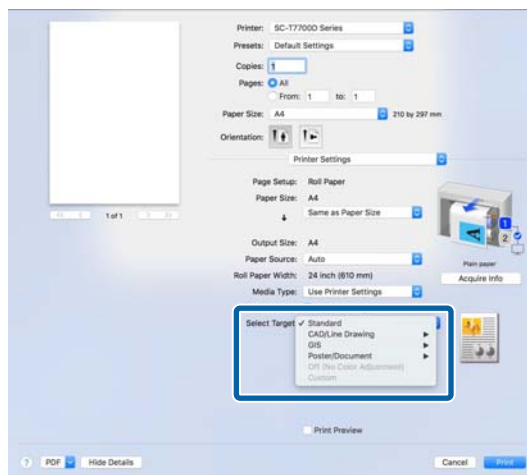 Printer: SC-T7700D Series
Presets: Default Settings
Copies: 1
Pages: All
From: 1 to: 1
Paper Size: A4 210 by 297 mm
Orientation:
Printer Settings
Page Setup: Roll Paper
Paper Size: A4
Same as Paper Size
1 of 1
Output Size: A4
Paper Source: Auto
Roll Paper Width: 24 inch (610 mm)
Media Type: Use Printer Settings
A
1
2
Plain paper
Acquire Info
Select Target ✓ Standard
CAD/Line Drawing
GIS
Poster/Document
Off (No Color Adjustment)
Custom
Print Preview
? PDF Hide Details Cancel Print